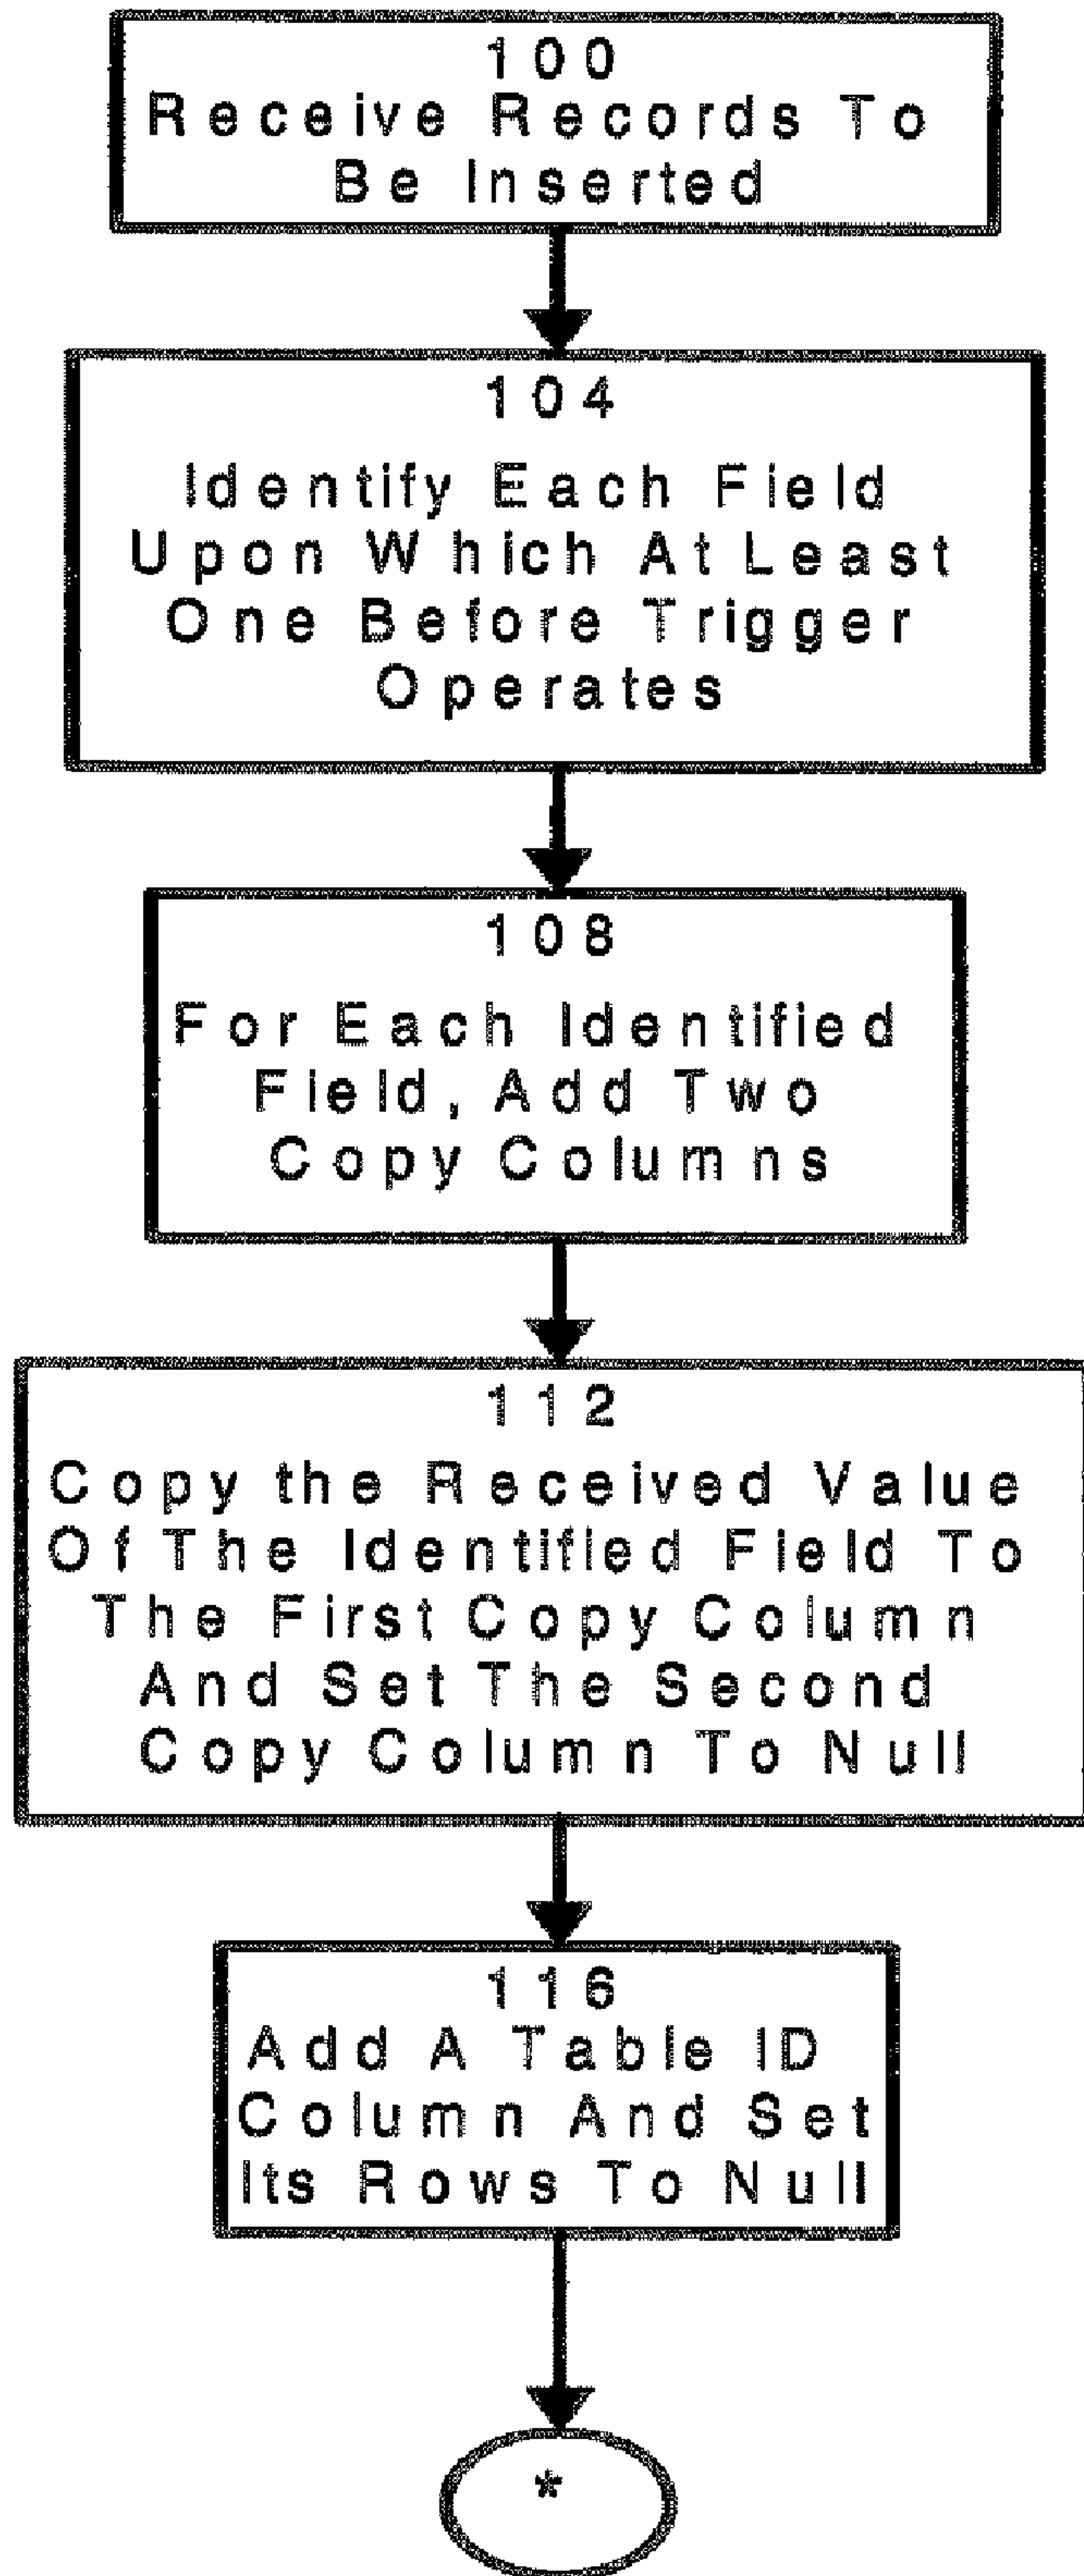 100
Receive Records To
Be Inserted
104
Identify Each Field
Upon Which At Least
One Before Trigger
Operates
108
For Each Identified
Field, Add Two
Copy Columns
112
Copy the Received Value
Of The Identified Field To
The First Copy Column
And Set The Second
Copy Column To Null
116
Add A Table ID
Column And Set
Its Rows To Null
*